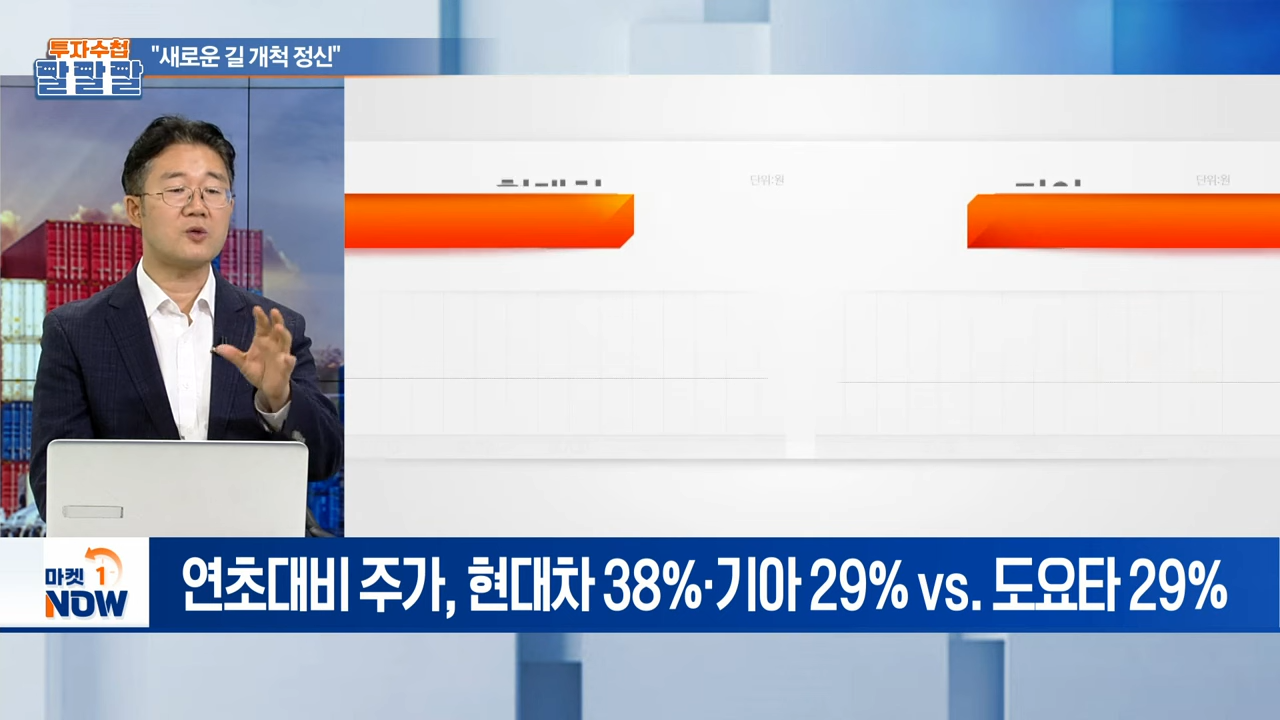 투자수첩
팔팔팔
"새로운 길 개척 정신"
단위:원
단위:원
마켓 1
NOW
연초대비 주가, 현대차 38%·기아 29% vs. 도요타 29%